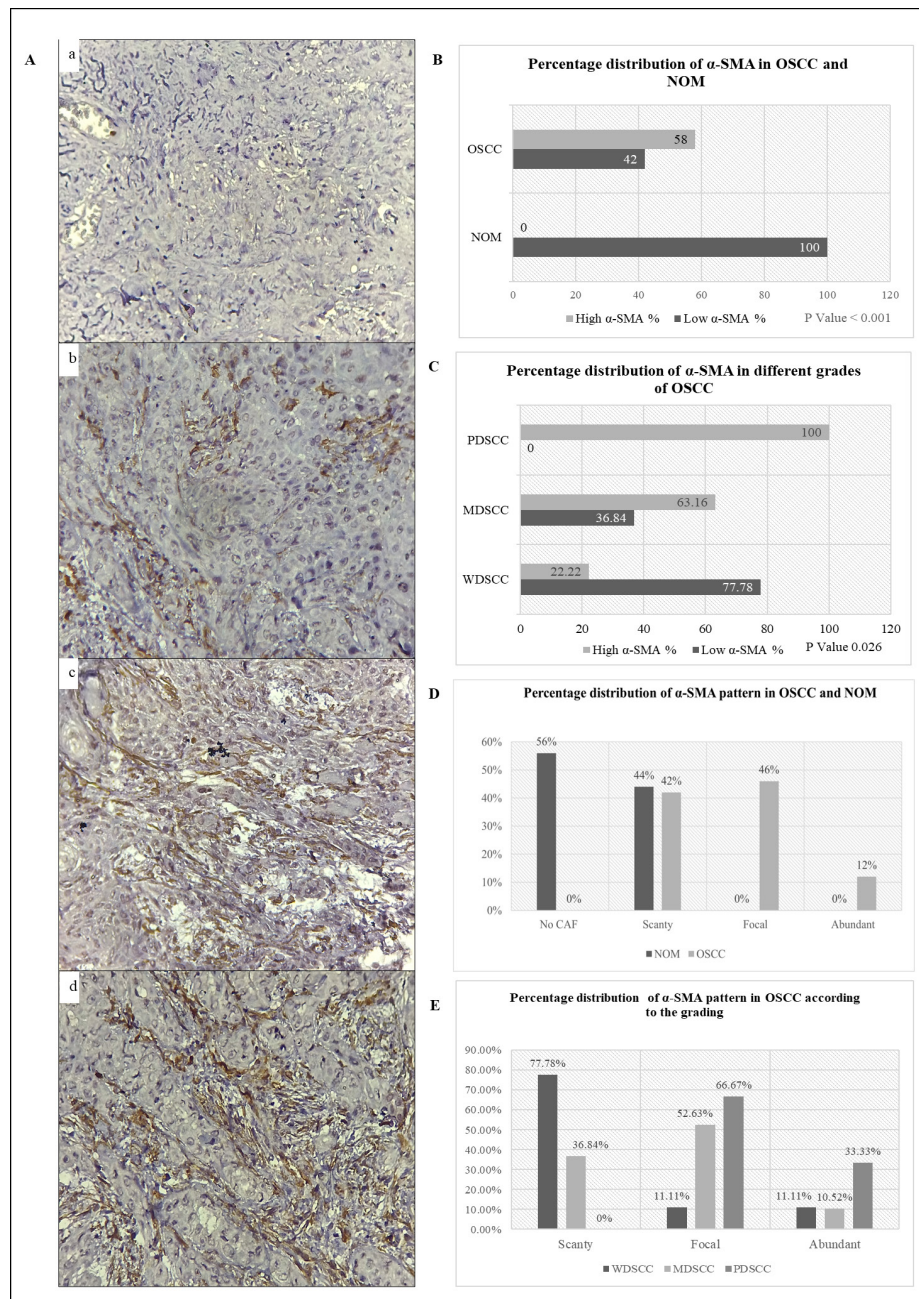 A
a
b
c
d
B
Percentage distribution of α-SMA in OSCC and
NOM
OSCC
58
42
NOM
0
100
0 20 40 60 80 100 120
High α-SMA % Low α-SMA % P Value < 0.001
C
Percentage distribution of α-SMA in different grades
of OSCC
PDSCC
100
0
MDSCC
63.16
36.84
WDSCC
22.22
77.78
0 20 40 60 80 100 120
High α-SMA % Low α-SMA % P Value 0.026
D
Percentage distribution of α-SMA pattern in OSCC and NOM
60%
50%
40%
30%
20%
10%
0%
56% 0% 44% 42% 0% 46% 0% 12%
No CAF Scanty Focal Abundant
NOM OSCC
E
Percentage distribution of α-SMA pattern in OSCC according
to the grading
90.00%
80.00%
70.00%
60.00%
50.00%
40.00%
30.00%
20.00%
10.00%
0.00%
77.78% 36.84% 0% 11.11% 52.63% 66.67% 11.11% 10.52% 33.33%
Scanty Focal Abundant
WDSCC MDSCC PDSCC